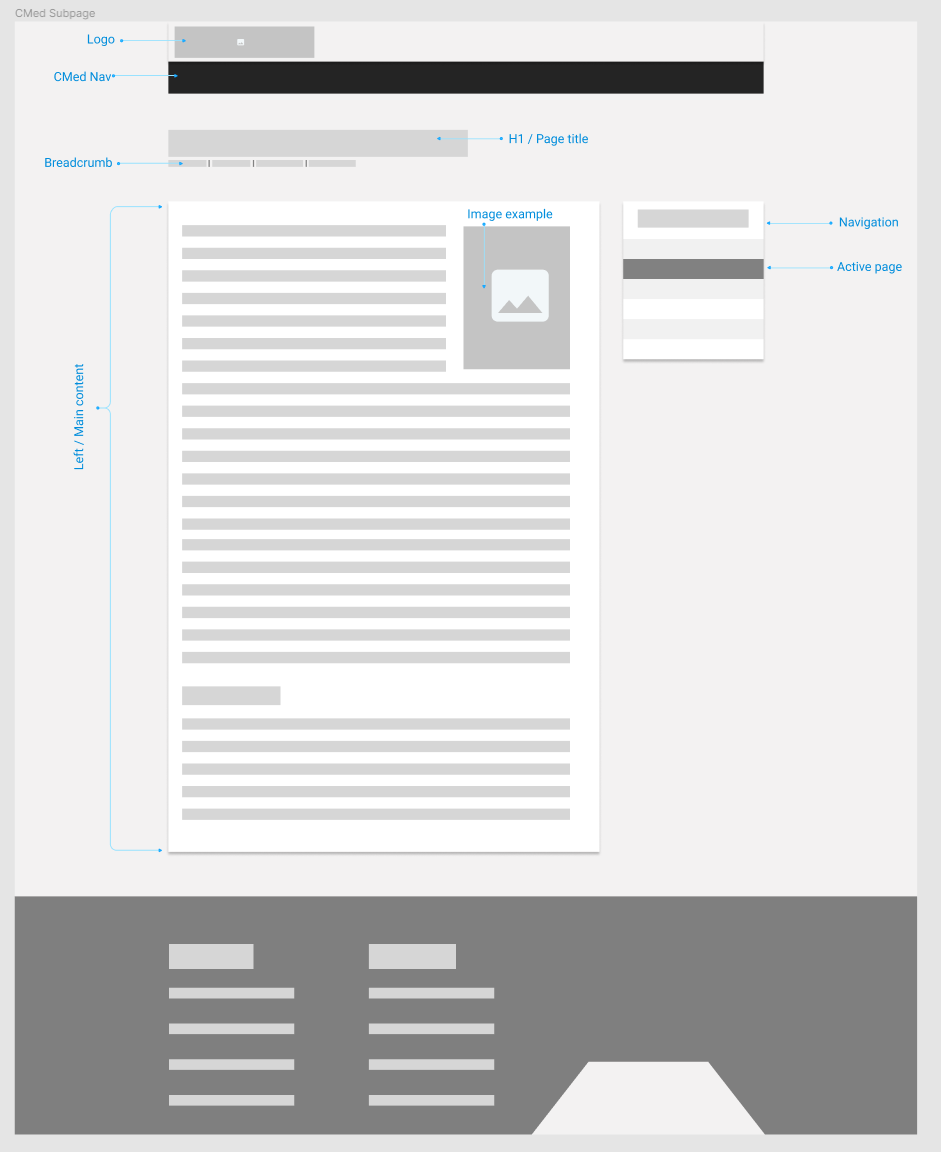 CMed Subpage
Logo
CMed Nav
H1 / Page title
Breadcrumb
Image example
Navigation
Active page
Left / Main content